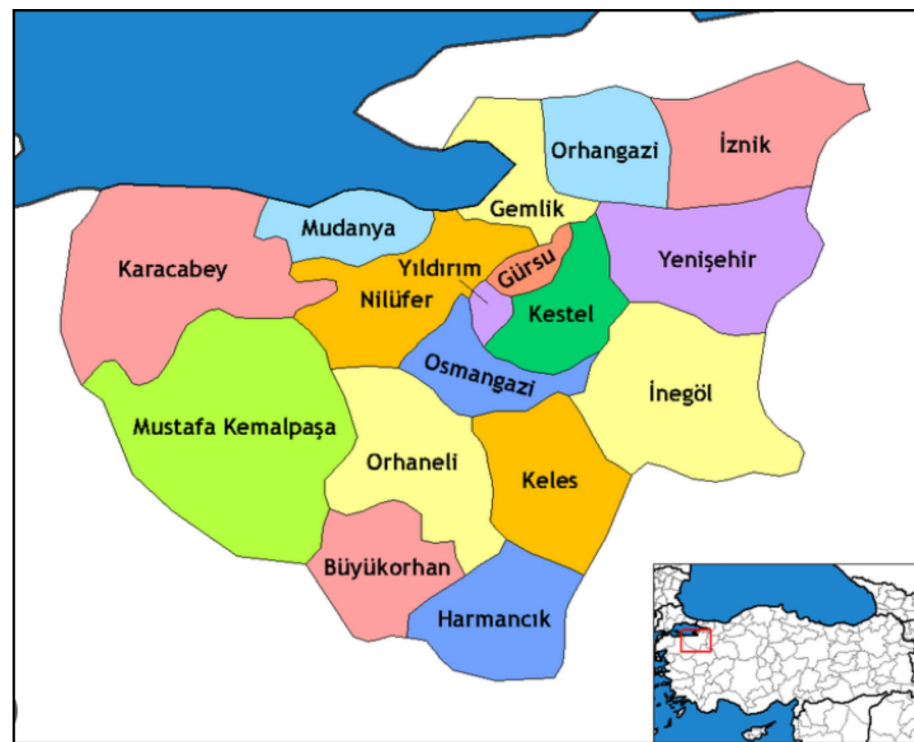 Orhangazi
İznik
Gemlik
Mudanya
Karacabey
Yıldırım
Gürsu
Yenişehir
Nilüfer
Kestel
Osmangazi
İnegöl
Mustafa Kemalpaşa
Orhaneli
Keles
Büyükorhan
Harmancık